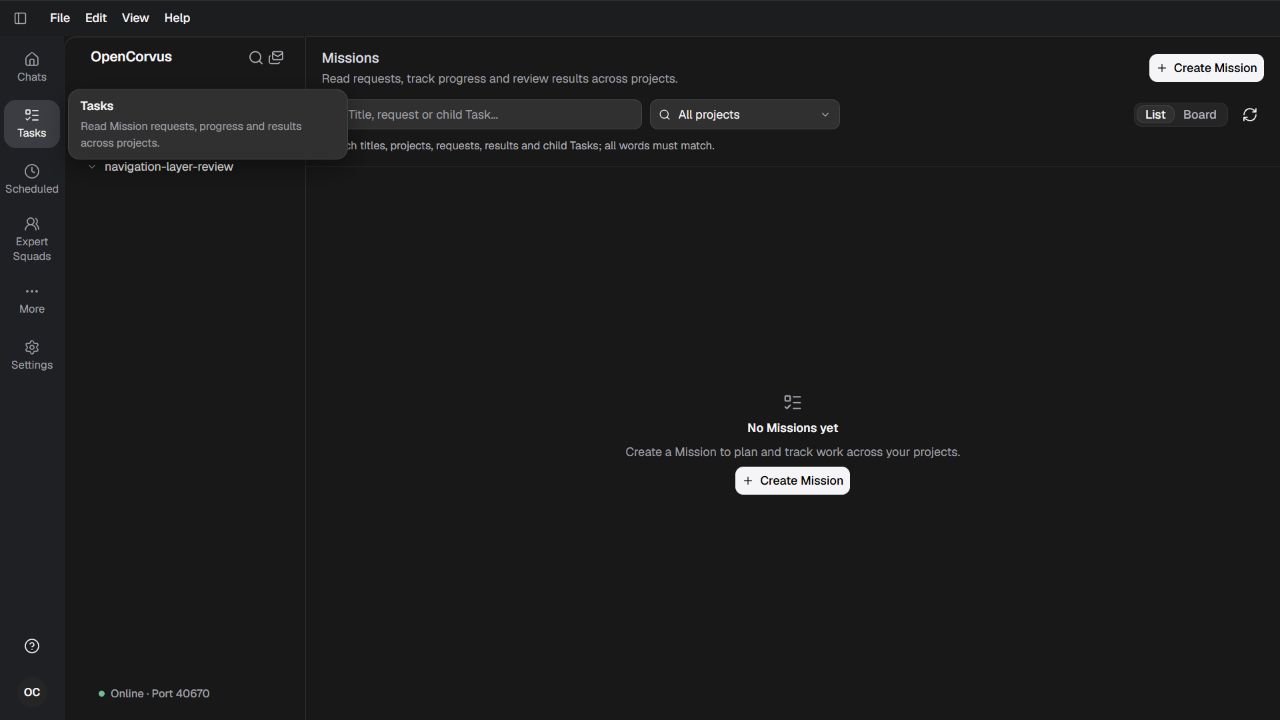 File Edit View Help
OpenCorvus
Chats
Tasks
Scheduled
Expert
Squads
More
Settings
OC
Tasks
Read Mission requests, progress and results
across projects.
navigation-layer-review
Online · Port 40670
Missions
Read requests, track progress and review results across projects.
Create Mission
Title, request or child Task...
All projects
List Board
titles, projects, requests, results and child Tasks; all words must match.
No Missions yet
Create a Mission to plan and track work across your projects.
Create Mission